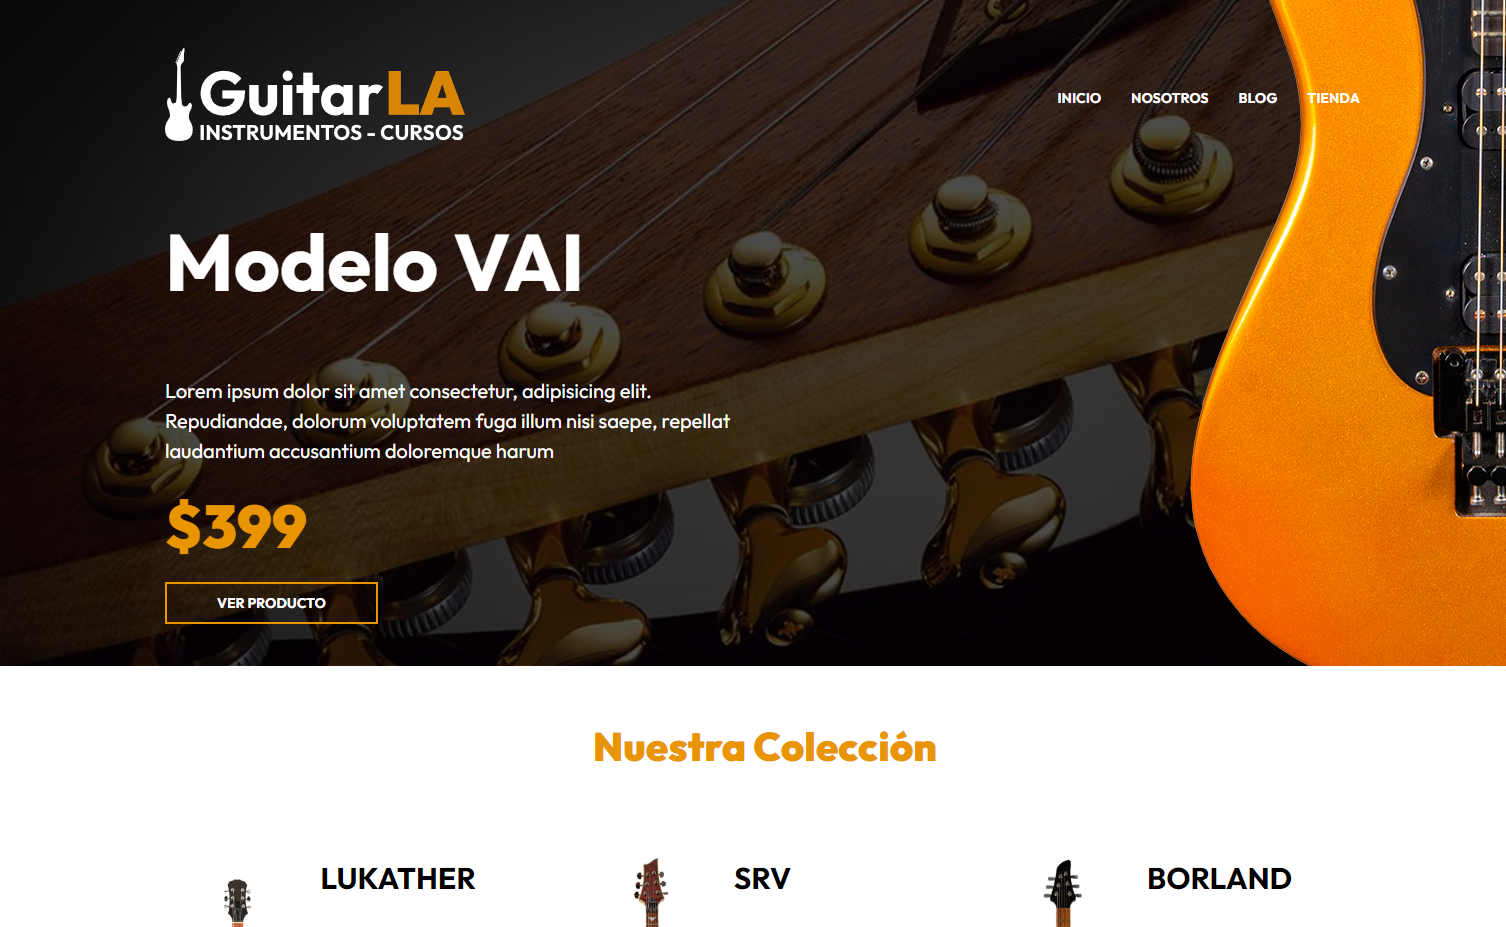 GuitarLA
INSTRUMENTOS - CURSOS
INICIO NOSOTROS BLOG TIENDA
Modelo VAI
Lorem ipsum dolor sit amet consectetur, adipisicing elit.
Repudiandae, dolorum voluptatem fuga illum nisi saepe, repellat
laudantium accusantium doloremque harum
$399
VER PRODUCTO
Nuestra Colección
LUKATHER
SRV
BORLAND